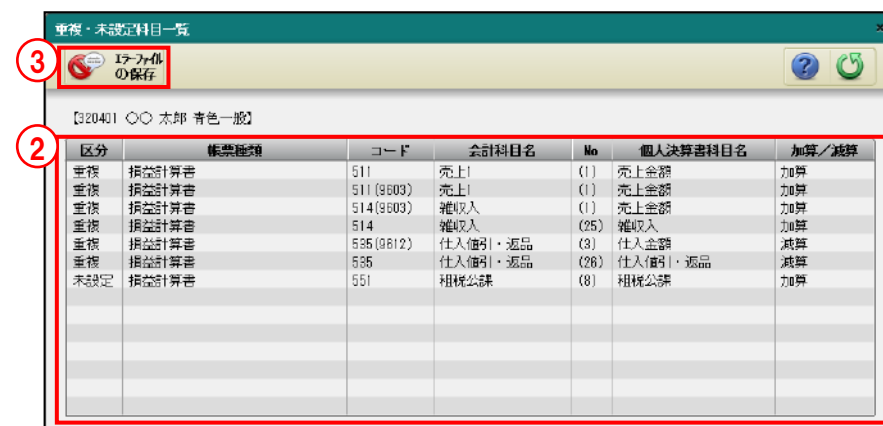 重複・未設定科目一覧
×
③
エラーファイル
の保存
【320401 〇〇 太郎 青色一般】
②
区分 帳票種類 コード 会計科目名 No 個人決算書科目名 加算/減算
重複 損益計算書 511 売上1 (1) 売上金額 加算
重複 損益計算書 511(9603) 売上1 (1) 売上金額 加算
重複 損益計算書 514(9603) 雑収入 (1) 売上金額 加算
重複 損益計算書 514 雑収入 (25) 雑収入 加算
重複 損益計算書 535(9612) 仕入値引・返品 (3) 仕入金額 減算
重複 損益計算書 535 仕入値引・返品 (26) 仕入値引・返品 減算
未設定 損益計算書 551 租税公課 (8) 租税公課 加算